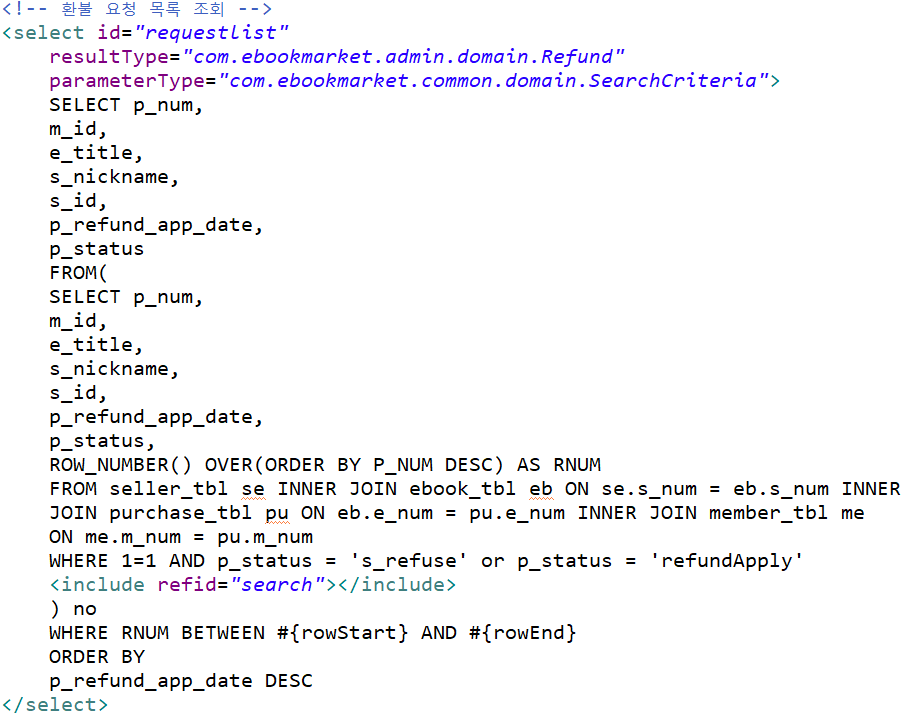 <!-- 환불 요청 목록 조회 -->
<select id="requestlist"
resultType="com.ebookmarket.admin.domain.Refund"
parameterType="com.ebookmarket.common.domain.SearchCriteria">
SELECT p_num,
m_id,
e_title,
s_nickname,
s_id,
p_refund_app_date,
p_status
FROM(
SELECT p_num,
m_id,
e_title,
s_nickname,
s_id,
p_refund_app_date,
p_status,
ROW_NUMBER() OVER(ORDER BY P_NUM DESC) AS RNUM
FROM seller_tbl se INNER JOIN ebook_tbl eb ON se.s_num = eb.s_num INNER
JOIN purchase_tbl pu ON eb.e_num = pu.e_num INNER JOIN member_tbl me
ON me.m_num = pu.m_num
WHERE 1=1 AND p_status = 's_refuse' or p_status = 'refundApply'
<include refid="search"></include>
) no
WHERE RNUM BETWEEN #{rowStart} AND #{rowEnd}
ORDER BY
p_refund_app_date DESC
</select>